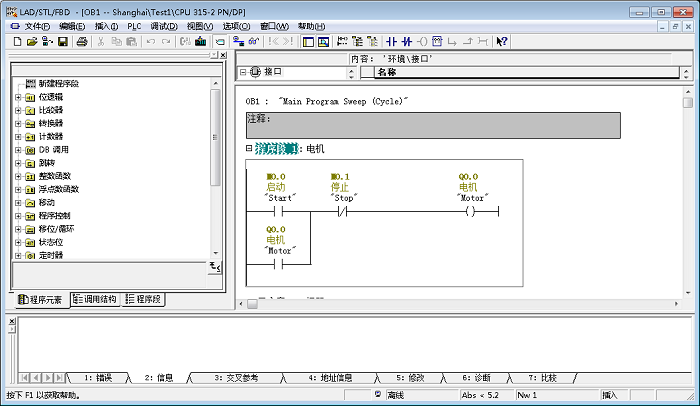 LAD/STL/FBD - [OB1 -- Shanghai\Test1\CPU 315-2 PN/DP]
文件(F) 编辑(E) 插入(I) PLC 调试(D) 视图(V) 选项(O) 窗口(W) 帮助(H)
新建程序段
位逻辑
比较器
转换器
计数器
DB 调用
跳转
整数函数
浮点数函数
移动
程序控制
移位/循环
状态位
定时器
程序元素 调用结构 程序段
内容: '环境\接口'
接口
名称
OB1 : "Main Program Sweep (Cycle)"
注释:
程序段 1: 电机
M0.0 M0.1 Q0.0
启动 停止 电机
"Start" "Stop" "Motor"
Q0.0
电机
"Motor"
1: 错误 2: 信息 3: 交叉参考 4: 地址信息 5: 修改 6: 诊断 7: 比较
按下 F1 以获取帮助。 离线 Abs < 5.2 Nw 1 插入